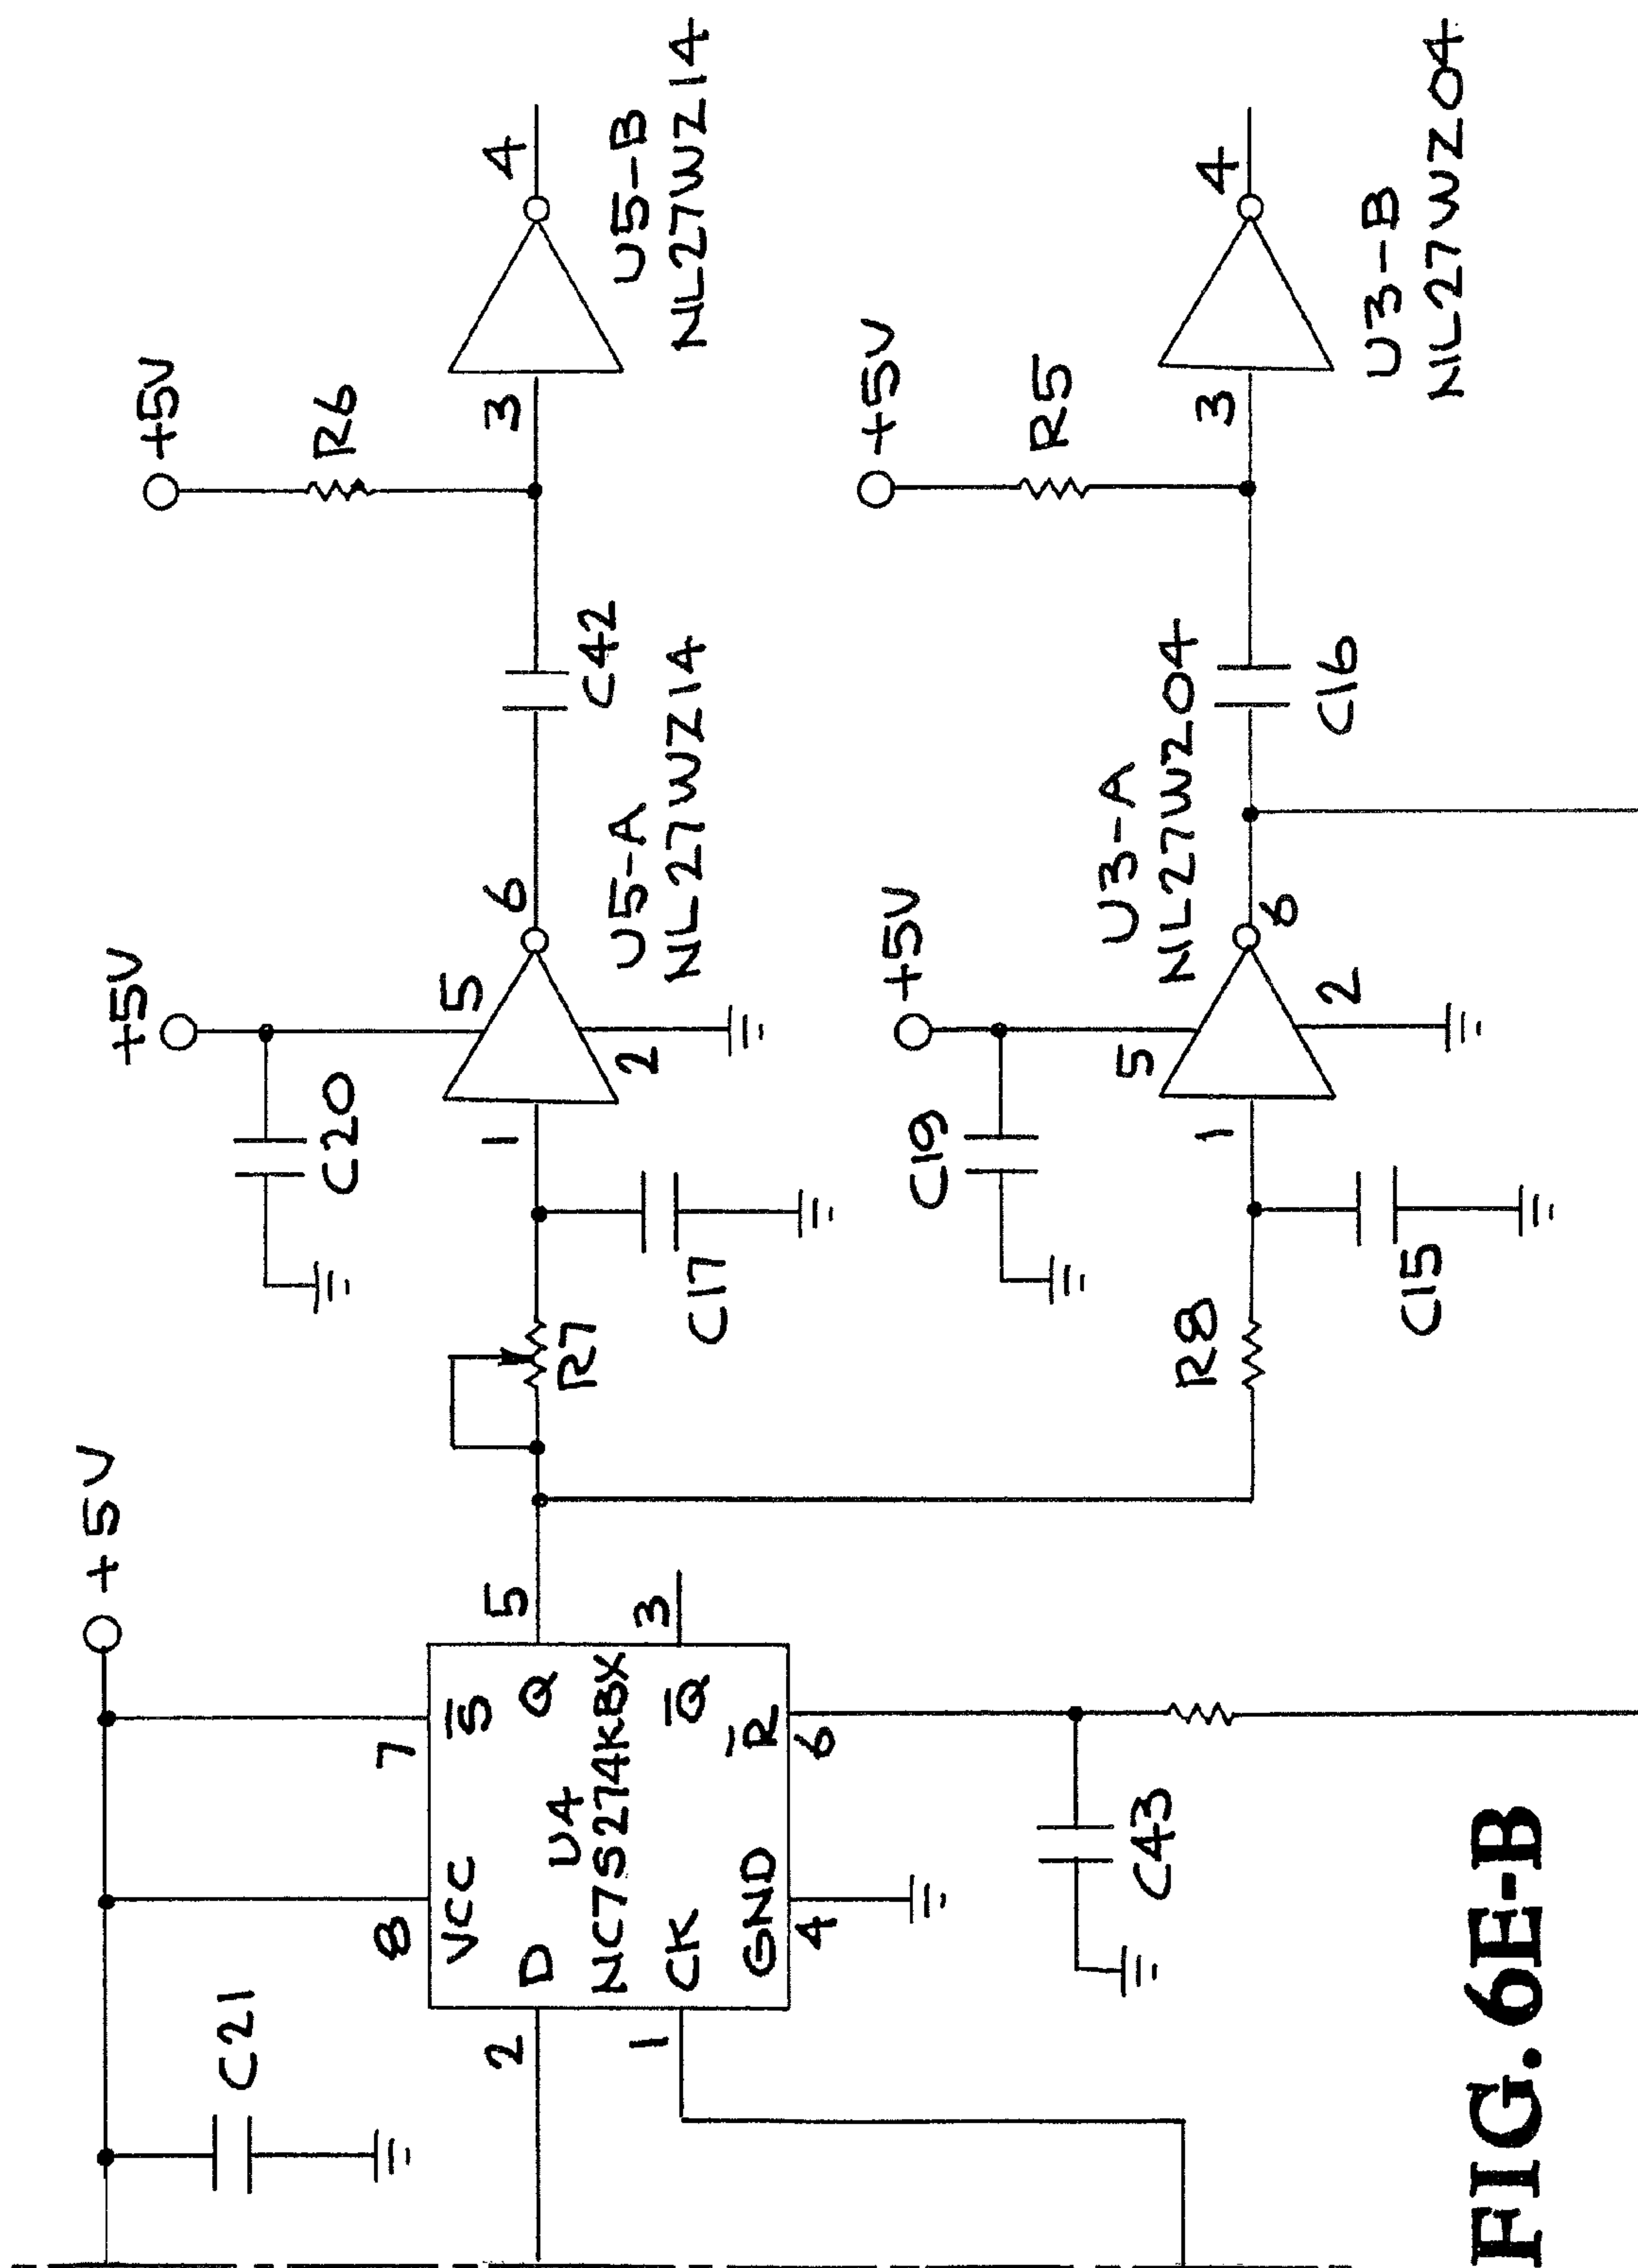 +5V
C21
8
7
VCC
S̅
D
Q
U4
NC7S274KBX
CK
Q̅
GND
R̅
2
1
5
3
4
6
C43
+5V
C20
R7
C17
1
5
2
6
U5-A
NL27WZ14
C42
+5V
R6
3
4
U5-B
NL27WZ14
+5V
C19
R8
C15
1
5
2
6
U3-A
NL27WZ04
C16
+5V
R5
3
4
U3-B
NL27WZ04
FIG. 6E-B